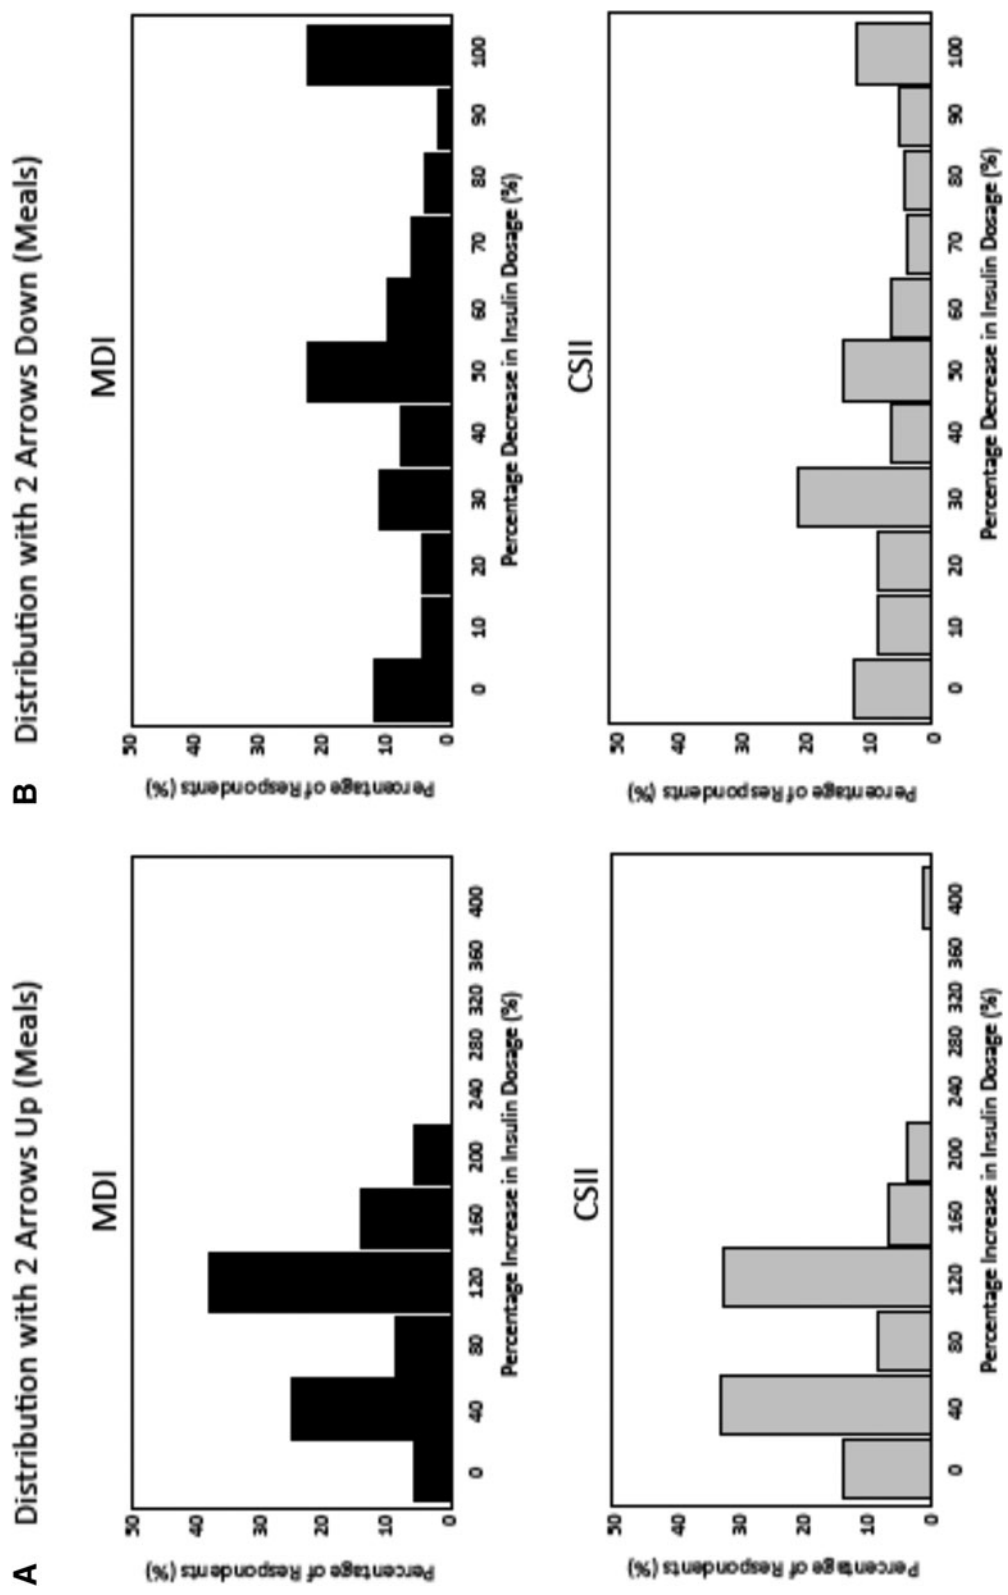 A Distribution with 2 Arrows Up (Meals)
MDI
Percentage of Respondents (%)
50
40
30
20
10
0
0 40 80 120 160 200 240 280 320 360 400
Percentage Increase in Insulin Dosage (%)
CSII
Percentage of Respondents (%)
50
40
30
20
10
0
0 40 80 120 160 200 240 280 320 360 400
Percentage Increase in Insulin Dosage (%)
B Distribution with 2 Arrows Down (Meals)
MDI
Percentage of Respondents (%)
50
40
30
20
10
0
0 10 20 30 40 50 60 70 80 90 100
Percentage Decrease in Insulin Dosage (%)
CSII
Percentage of Respondents (%)
50
40
30
20
10
0
0 10 20 30 40 50 60 70 80 90 100
Percentage Decrease in Insulin Dosage (%)